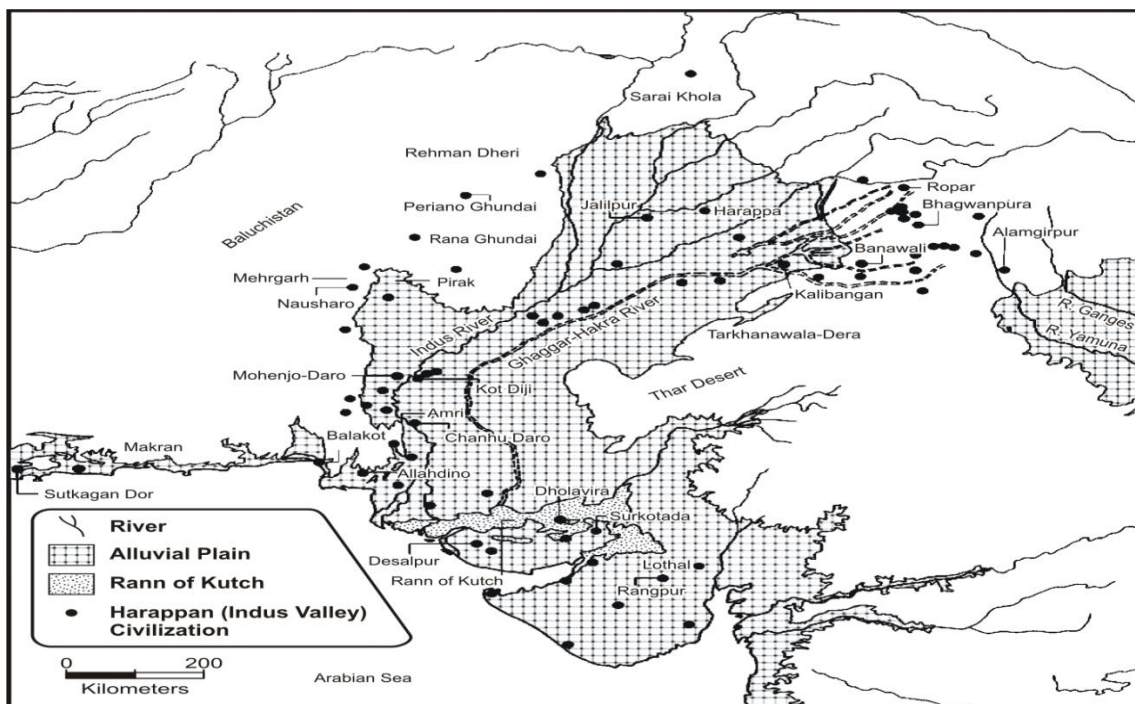 Sarai Khola
Rehman Dheri
Periano Ghundai
Jalilpur
Harappa
Ropar
Bhagwanpura
Baluchistan
Rana Ghundai
Banawali
Alamgirpur
Mehrgarh
Pirak
Nausharo
Kalibangan
R. Ganges
Indus River
Ghaggar-Hakra River
Tarkhanawala-Dera
R. Yamuna
Mohenjo-Daro
Kot Diji
Thar Desert
Amri
Makran
Balakot
Chanhu-Daro
Allahdino
Sutkagan Dor
Dholavira
Surkotada
Desalpur
Rann of Kutch
Lothal
Rangpur
River
Alluvial Plain
Rann of Kutch
Harappan (Indus Valley)
Civilization
0 200
Kilometers
Arabian Sea